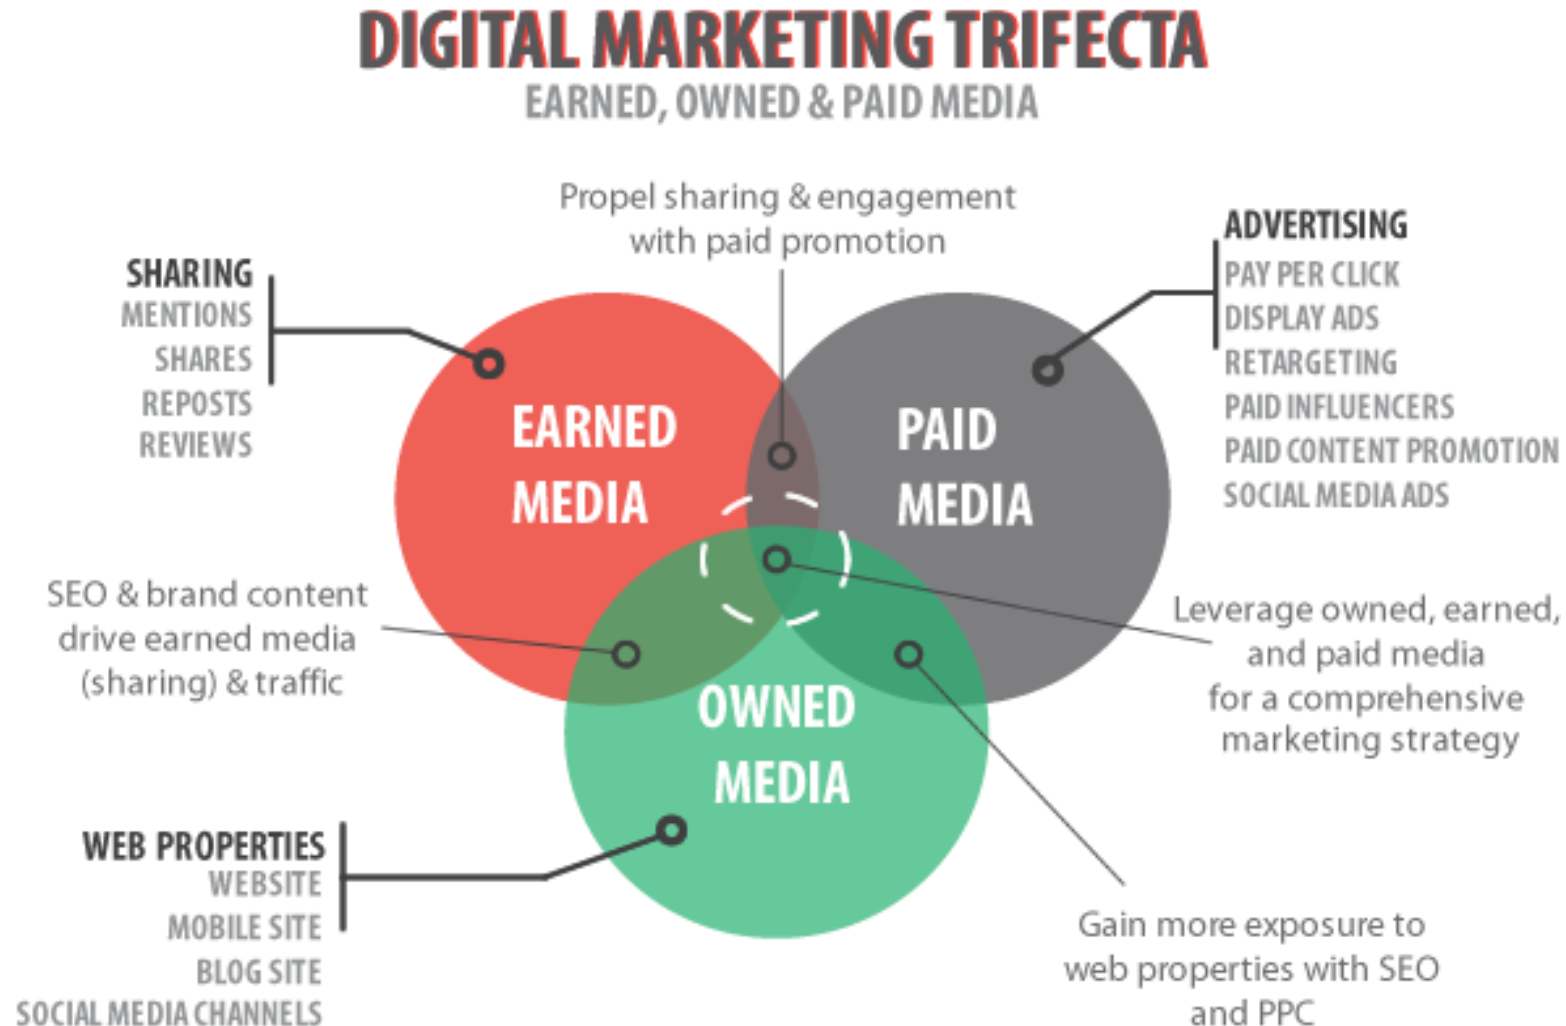 DIGITAL MARKETING TRIFECTA
EARNED, OWNED & PAID MEDIA
Propel sharing & engagement
with paid promotion
SHARING
MENTIONS
SHARES
REPOSTS
REVIEWS
ADVERTISING
PAY PER CLICK
DISPLAY ADS
RETARGETING
PAID INFLUENCERS
PAID CONTENT PROMOTION
SOCIAL MEDIA ADS
EARNED
MEDIA
PAID
MEDIA
SEO & brand content
drive earned media
(sharing) & traffic
Leverage owned, earned,
and paid media
for a comprehensive
marketing strategy
OWNED
MEDIA
WEB PROPERTIES
WEBSITE
MOBILE SITE
BLOG SITE
SOCIAL MEDIA CHANNELS
Gain more exposure to
web properties with SEO
and PPC